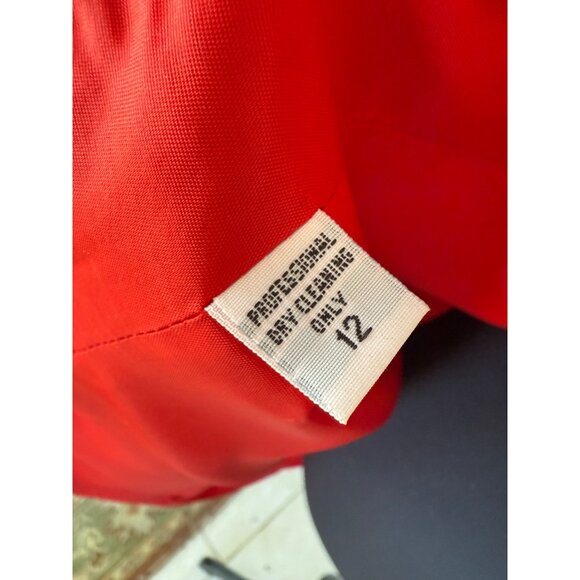 PROFESSIONAL
DRY CLEANING
ONLY
12